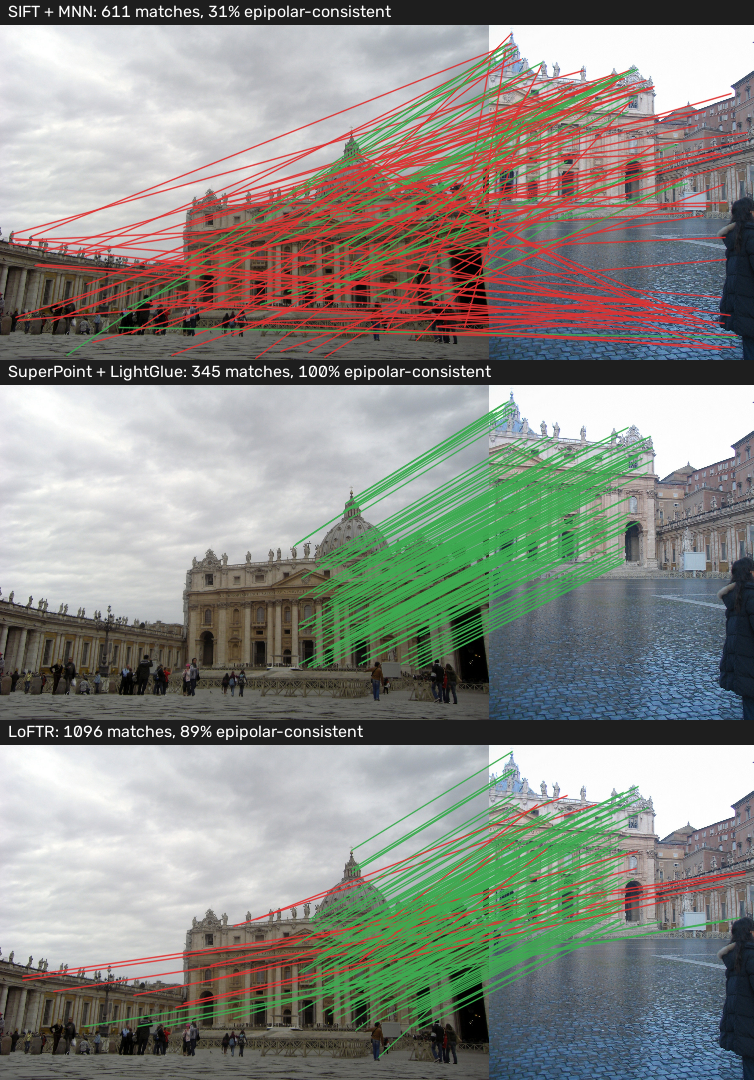 SIFT + MNN: 611 matches, 31% epipolar-consistent
SuperPoint + LightGlue: 345 matches, 100% epipolar-consistent
LoFTR: 1096 matches, 89% epipolar-consistent